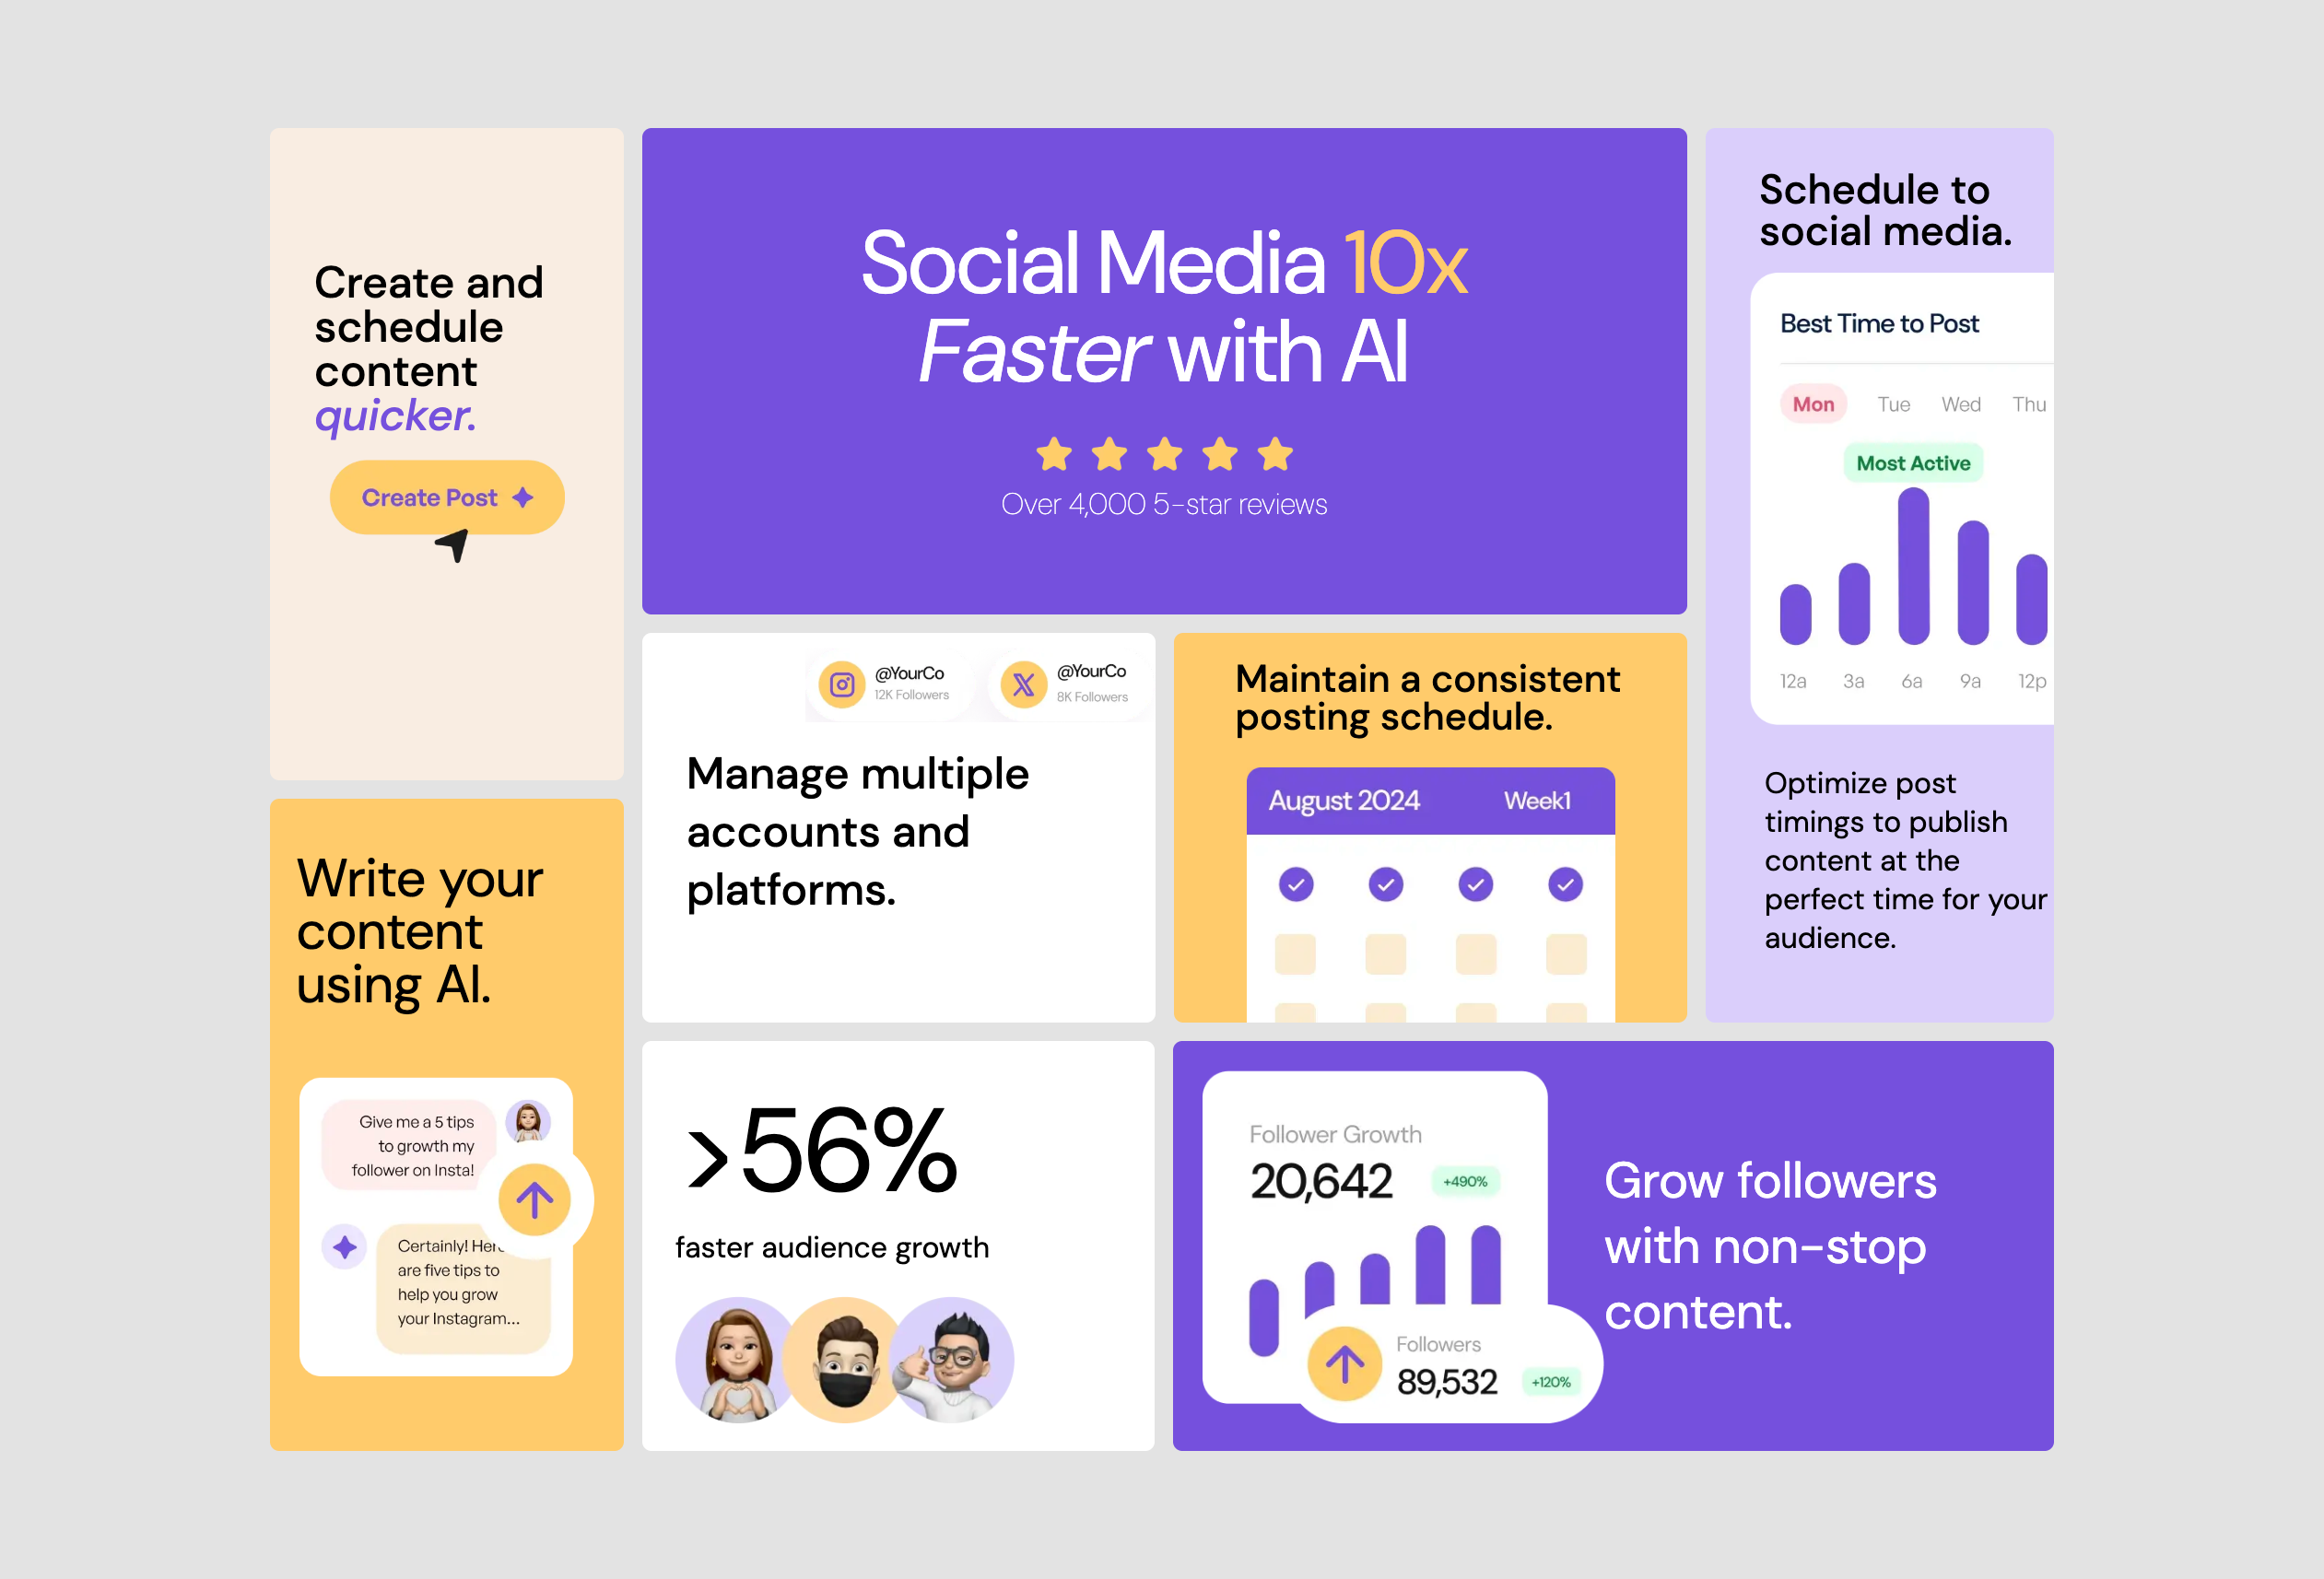 Create and
schedule
content
quicker.
Create Post
Social Media 10x
Faster with AI
Over 4,000 5-star reviews
Schedule to
social media.
Best Time to Post
Mon Tue Wed Thu
Most Active
12a 3a 6a 9a 12p
Optimize post
timings to publish
content at the
perfect time for your
audience.
@YourCo
12K Followers
@YourCo
8K Followers
Manage multiple
accounts and
platforms.
Maintain a consistent
posting schedule.
August 2024 Week1
Write your
content
using AI.
Give me a 5 tips
to growth my
follower on Insta!
Certainly! Here
are five tips to
help you grow
your Instagram...
>56%
faster audience growth
Follower Growth
20,642 +490%
Followers
89,532 +120%
Grow followers
with non-stop
content.